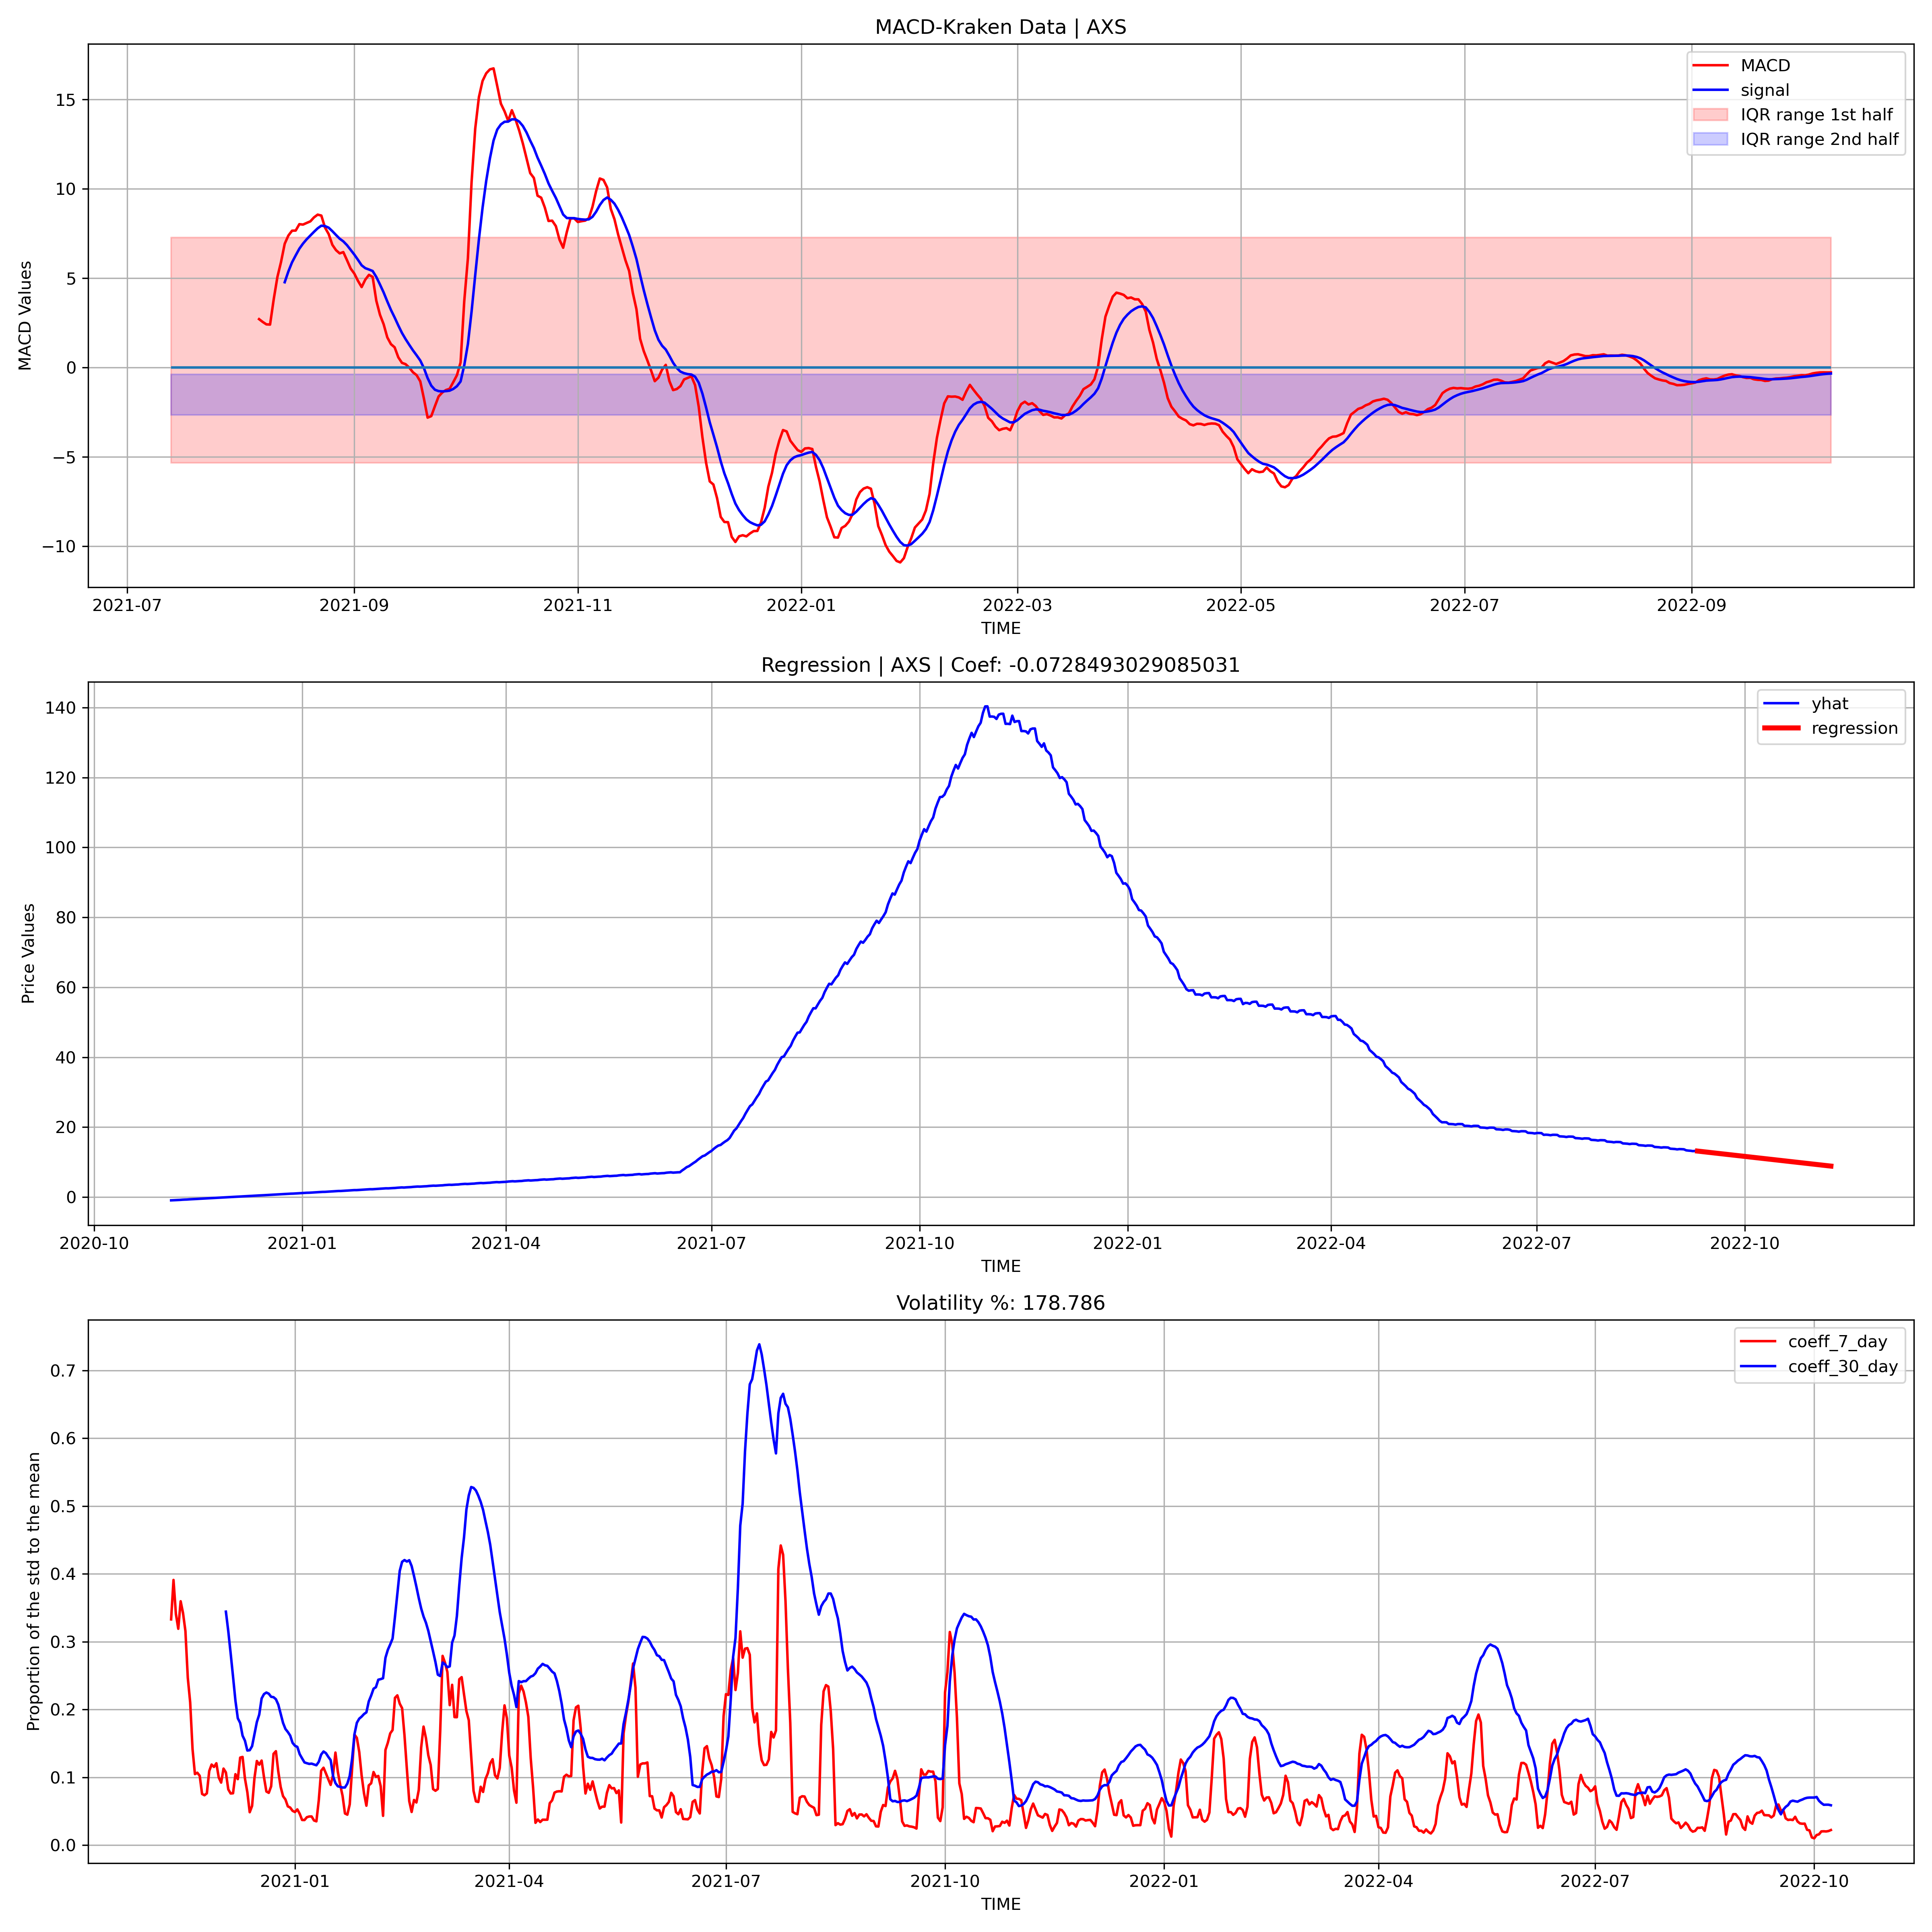 MACD-Kraken Data | AXS
MACD
signal
IQR range 1st half
IQR range 2nd half
MACD Values
15
10
5
0
−5
−10
2021-07 2021-09 2021-11 2022-01 2022-03 2022-05 2022-07 2022-09
TIME
Regression | AXS | Coef: -0.0728493029085031
yhat
regression
Price Values
140
120
100
80
60
40
20
0
2020-10 2021-01 2021-04 2021-07 2021-10 2022-01 2022-04 2022-07 2022-10
TIME
Volatility %: 178.786
coeff_7_day
coeff_30_day
Proportion of the std to the mean
0.7
0.6
0.5
0.4
0.3
0.2
0.1
0.0
2021-01 2021-04 2021-07 2021-10 2022-01 2022-04 2022-07 2022-10
TIME